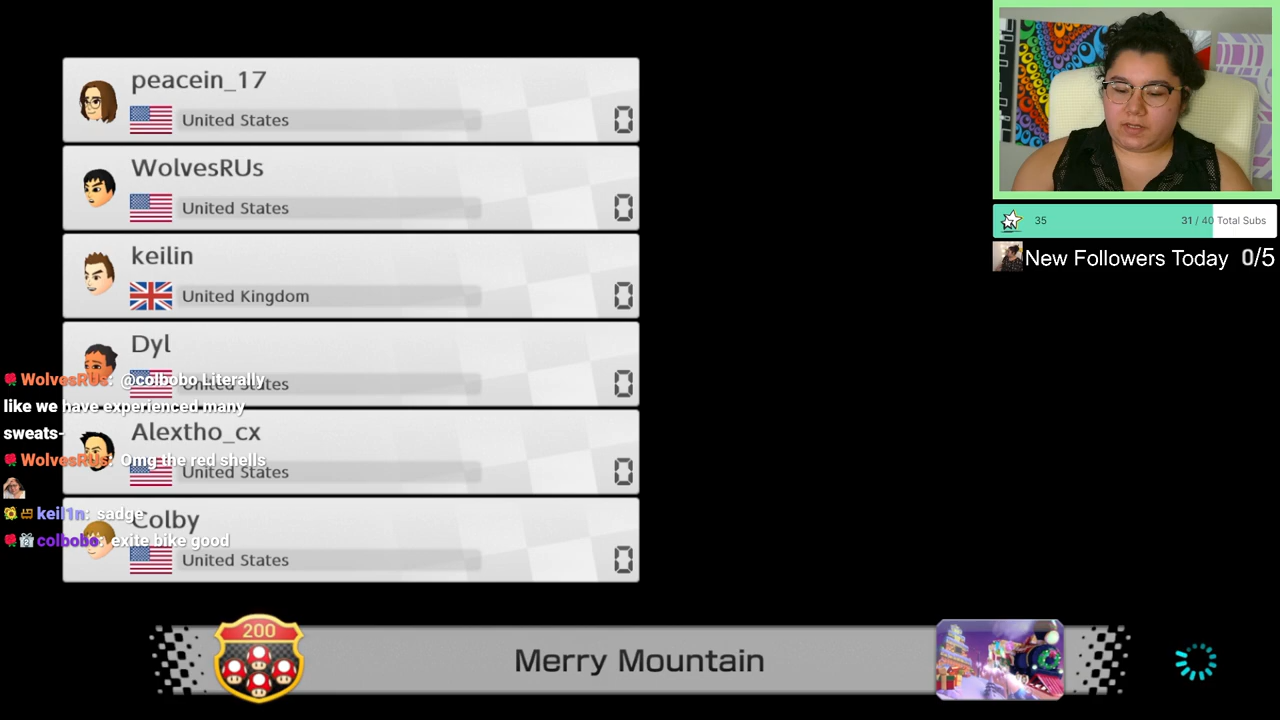 peacein_17
United States
0
WolvesRUs
United States
0
keilin
United Kingdom
0
Dyl
United States
0
Alextho_cx
United States
0
Colby
United States
0
WolvesRUs: @colbobo Literally
like we have experienced many
sweats-
WolvesRUs: Omg the red shells
keil1n: sadge
colbobo: exite bike good
35
31 / 40 Total Subs
New Followers Today 0/5
200
Merry Mountain